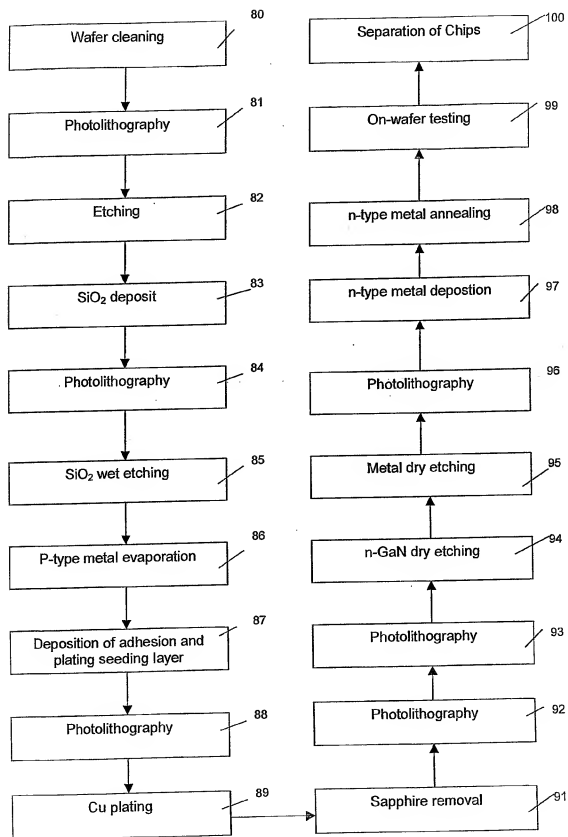 Wafer cleaning
80
Photolithography
81
Etching
82
SiO₂ deposit
83
Photolithography
84
SiO₂ wet etching
85
P-type metal evaporation
86
Deposition of adhesion and
plating seeding layer
87
Photolithography
88
Cu plating
89
Sapphire removal
91
Photolithography
92
Photolithography
93
n-GaN dry etching
94
Metal dry etching
95
Photolithography
96
n-type metal depostion
97
n-type metal annealing
98
On-wafer testing
99
Separation of Chips
100